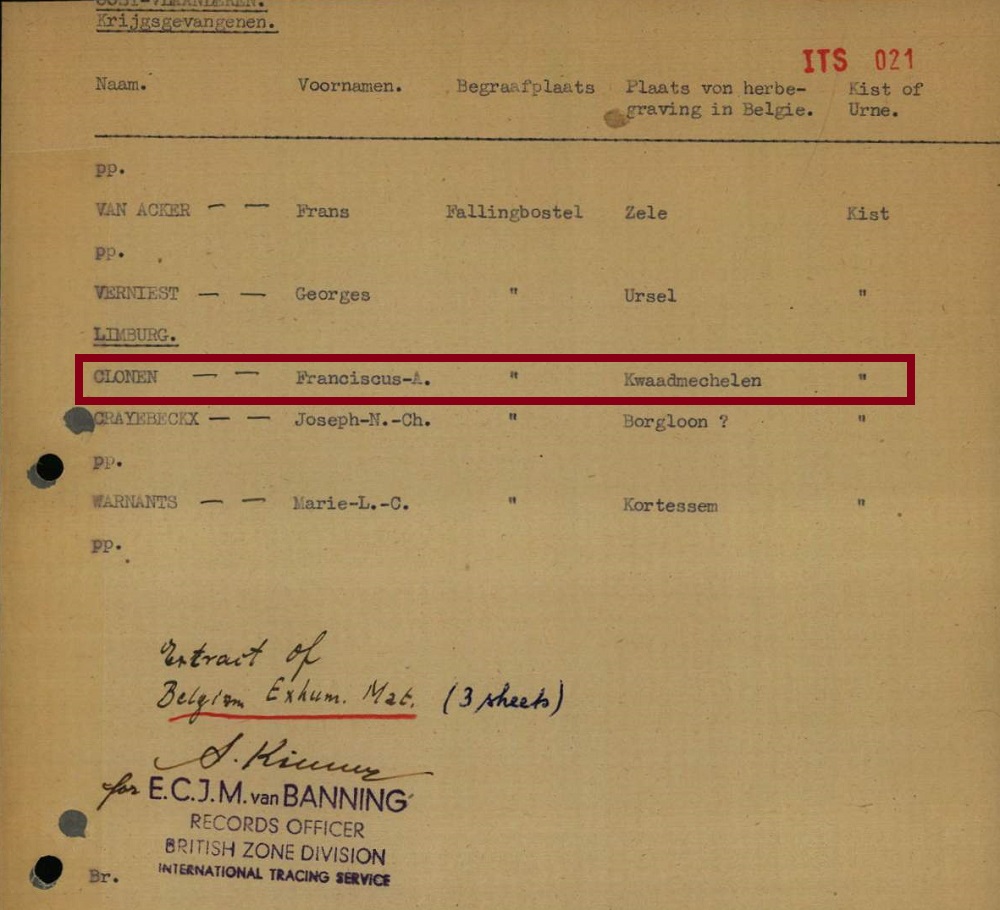 OOST-VLAANDEREN.
Krijgsgevangenen.
ITS 021
Naam. Voornamen. Begraafplaats Plaats von herbe- Kist of
graving in Belgie. Urne.
pp.
VAN ACKER — — Frans Fallingbostel Zele Kist
pp.
VERNIEST — — Georges " Ursel "
LIMBURG.
CLONEN — — Franciscus-A. " Kwaadmechelen "
CRAYEBECKX — — Joseph-N.-Ch. " Borgloon ? "
pp.
WARNANTS — — Marie-L.-C. " Kortessem "
pp.
Extract of
Belgian Exhum. Mat. (3 sheets)
for E.C.J.M. van BANNING
RECORDS OFFICER
BRITISH ZONE DIVISION
INTERNATIONAL TRACING SERVICE
Br.